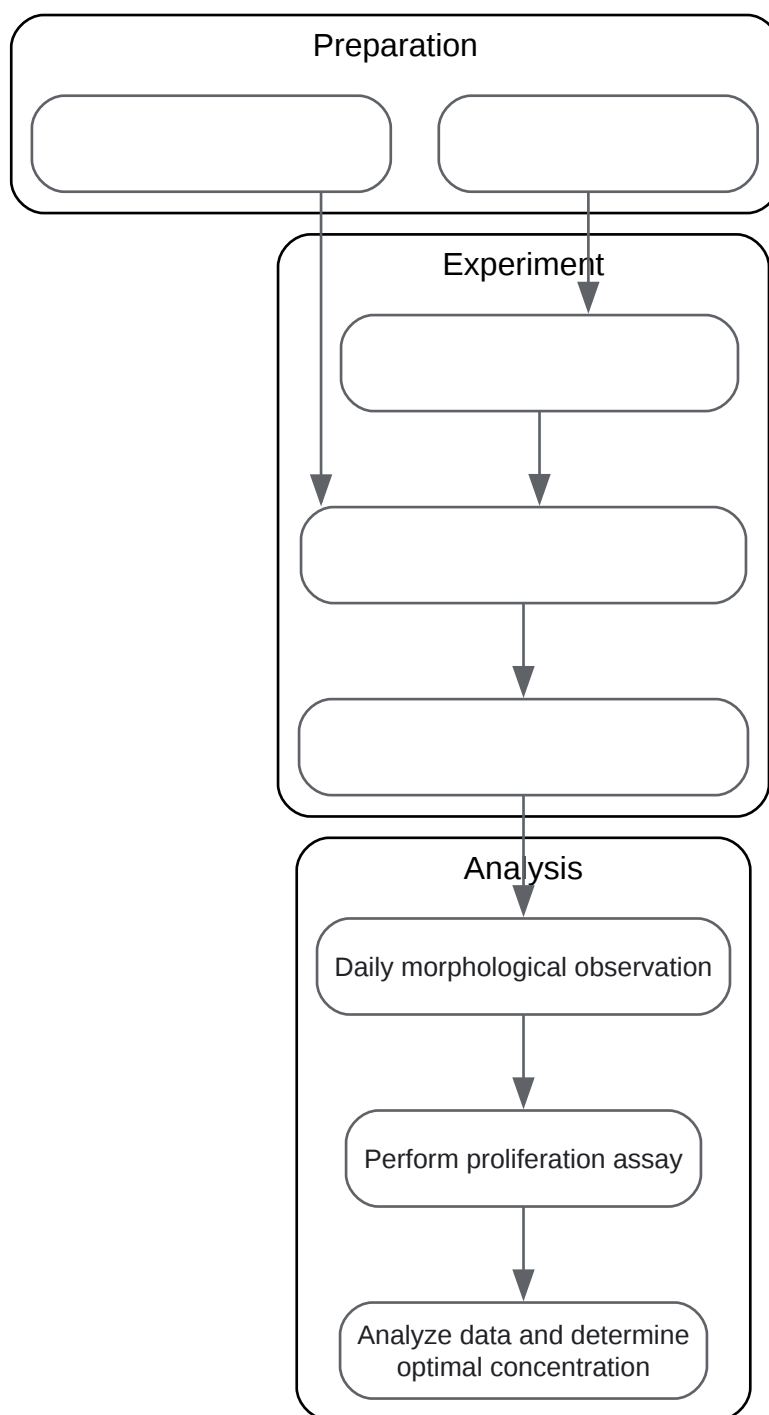 Preparation
Experiment
Analysis
Daily morphological observation
Perform proliferation assay
Analyze data and determine
optimal concentration